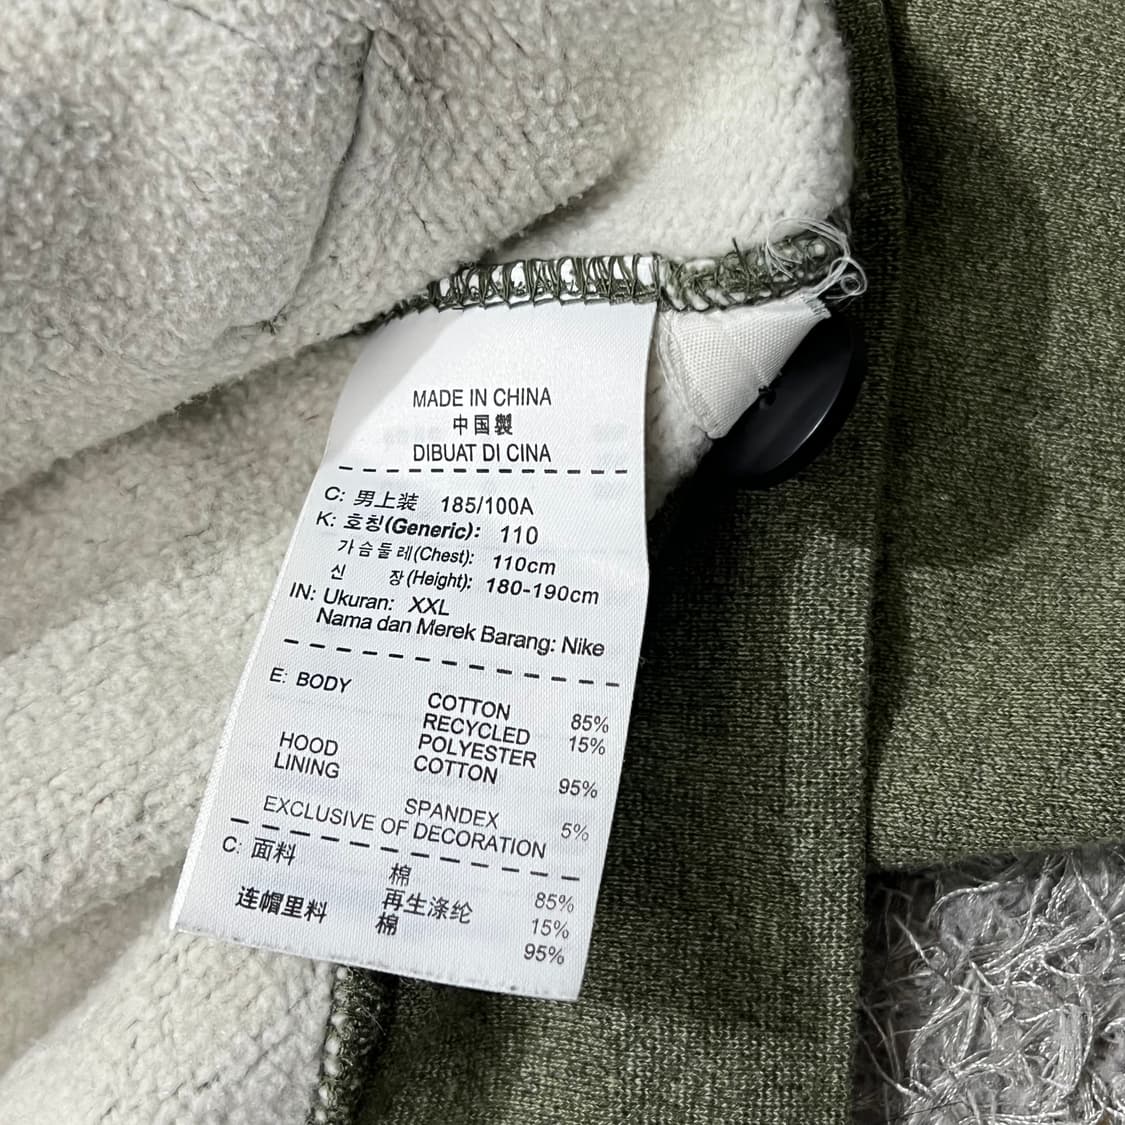 MADE IN CHINA
中国製
DIBUAT DI CINA
C: 男上装 185/100A
K: 호칭(Generic): 110
가슴둘레(Chest): 110cm
신 장(Height): 180-190cm
IN: Ukuran: XXL
Nama dan Merek Barang: Nike
E: BODY COTTON 85%
RECYCLED 15%
POLYESTER
HOOD COTTON 95%
LINING
SPANDEX 5%
EXCLUSIVE OF DECORATION
C: 面料 棉 85%
再生涤纶 15%
连帽里料 棉 95%